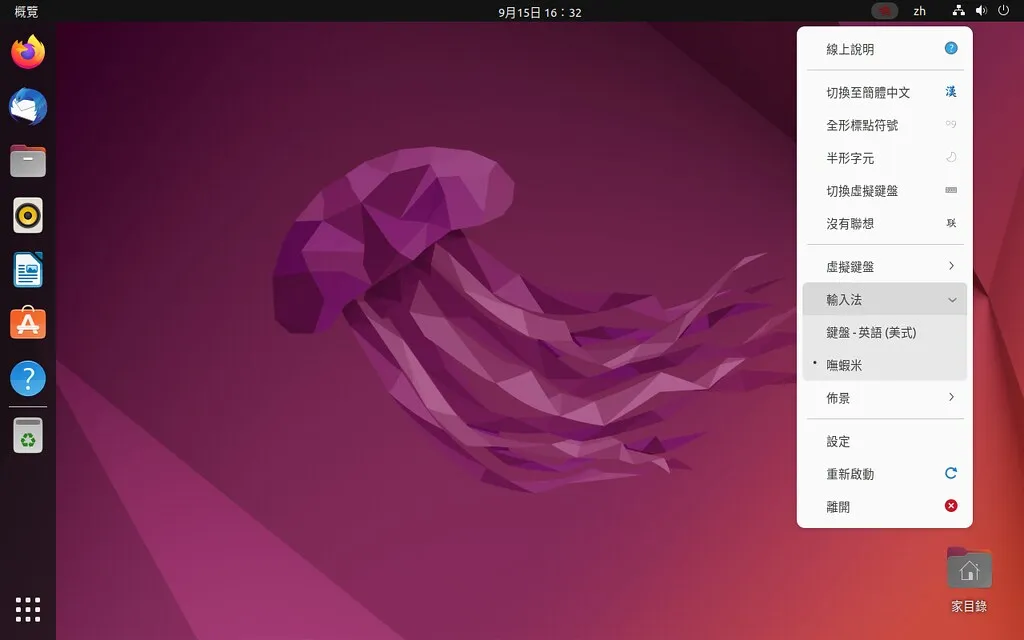 概覽
9月15日 16：32
zh
線上說明
切換至簡體中文
漢
全形標點符號
半形字元
切換虛擬鍵盤
沒有聯想
联
虛擬鍵盤
輸入法
鍵盤 - 英語 (美式)
嘸蝦米
佈景
設定
重新啟動
離開
家目錄